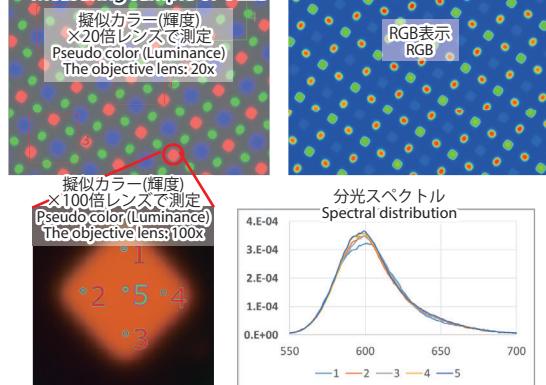 擬似カラー(輝度)
×20倍レンズで測定
Pseudo color (Luminance)
The objective lens: 20x
RGB表示
RGB
3
擬似カラー(輝度)
×100倍レンズで測定
Pseudo color (Luminance)
The objective lens: 100x
1
2
5
4
3
分光スペクトル
Spectral distribution
4.E-04
3.E-04
2.E-04
1.E-04
0.E+00
550
600
650
700
1 2 3 4 5